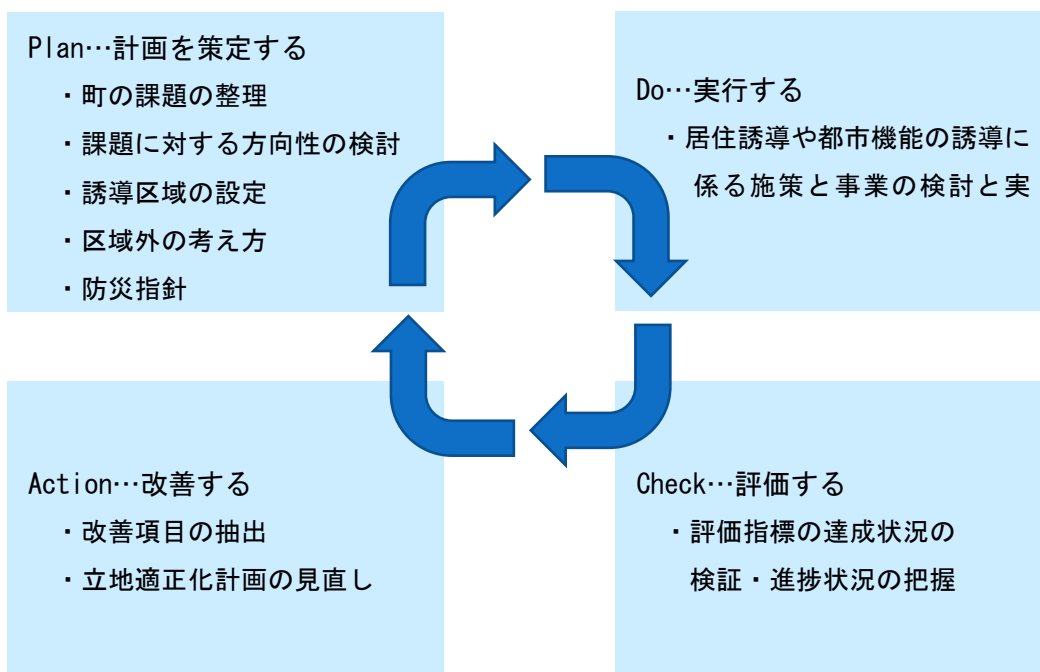 Plan…計画を策定する
・町の課題の整理
・課題に対する方向性の検討
・誘導区域の設定
・区域外の考え方
・防災指針
Do…実行する
・居住誘導や都市機能の誘導に
係る施策と事業の検討と実
Action…改善する
・改善項目の抽出
・立地適正化計画の見直し
Check…評価する
・評価指標の達成状況の
検証・進捗状況の把握